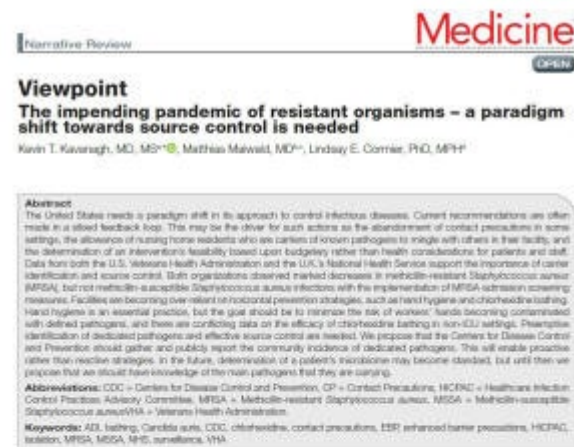 Narrative Review
Medicine
OPEN
Viewpoint
The impending pandemic of resistant organisms – a paradigm
shift towards source control is needed
Kevin T. Kavanagh, MD, MS, Matthias Maiwald, MD, Lindsay E. Cormier, PhD, MPH
Abstract
The United States needs a paradigm shift in its approach to control infectious diseases. Current recommendations are often
made in a siloed feedback loop. This may be the driver for such actions as the abandonment of contact precautions in some
settings, the allowance of nursing home residents who are carriers of known pathogens to mingle with others in their facility, and
the determination of an intervention's feasibility based upon budgetary rather than health considerations for patients and staff.
Data from both the U.S. Veterans Health Administration and the U.K.'s National Health Service support the importance of carrier
identification and source control. Both organizations observed marked decreases in methicillin-resistant Staphylococcus aureus
(MRSA), but not methicillin-susceptible Staphylococcus aureus infections with the implementation of MRSA admission screening
measures. Facilities are becoming over-reliant on horizontal prevention strategies, such as hand hygiene and chlorhexidine bathing.
Hand hygiene is an essential practice, but the goal should be to minimize the risk of workers' hands becoming contaminated
with defined pathogens, and there are conflicting data on the efficacy of chlorhexidine bathing in non-ICU settings. Preemptive
identification of dedicated pathogens and effective source control are needed. We propose that the Centers for Disease Control
and Prevention should gather and publicly report the community incidence of dedicated pathogens. This will enable proactive
rather than reactive strategies. In the future, determination of a patient's microbiome may become standard, but until then we
propose that we should have knowledge of the main pathogens that they are carrying.
Abbreviations: CDC = Centers for Disease Control and Prevention, CP = Contact Precautions, HICPAC = Healthcare Infection
Control Practices Advisory Committee, MRSA = Methicillin-resistant Staphylococcus aureus, MSSA = Methicillin-susceptible
Staphylococcus aureusVHA = Veterans Health Administration.
Keywords: ADI, bathing, Candida auris, CDC, chlorhexidine, contact precautions, EBP, enhanced barrier precautions, HICPAC,
isolation, MRSA, MSSA, NHS, surveillance, VHA